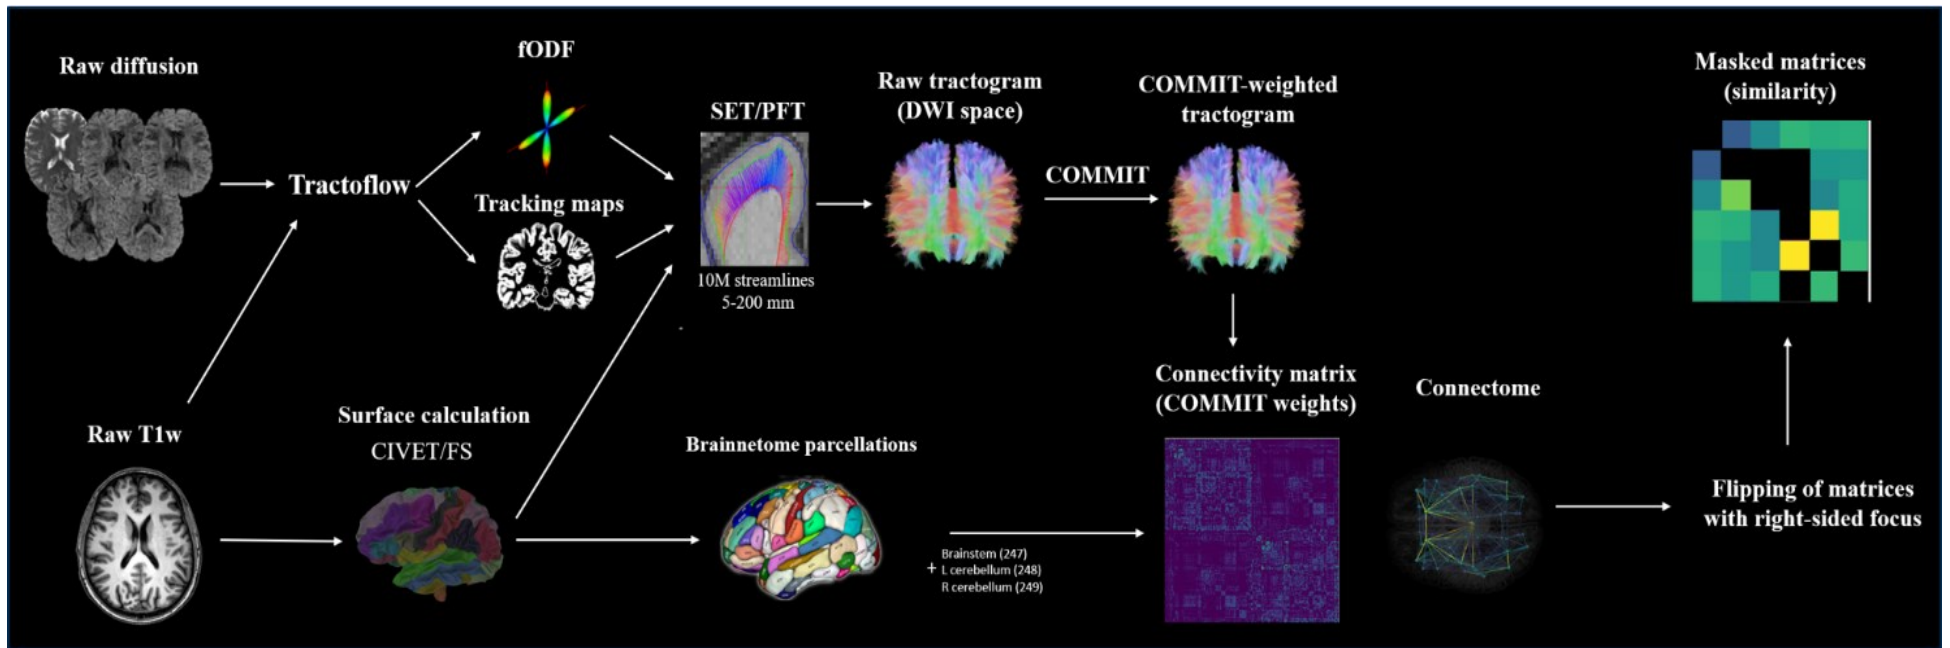 Raw diffusion
fODF
Tractoflow
Tracking maps
SET/PFT
10M streamlines
5-200 mm
Raw tractogram
(DWI space)
COMMIT
COMMIT-weighted
tractogram
Masked matrices
(similarity)
Raw T1w
Surface calculation
CIVET/FS
Brainnetome parcellations
Brainstem (247)
+ L cerebellum (248)
R cerebellum (249)
Connectivity matrix
(COMMIT weights)
Connectome
Flipping of matrices
with right-sided focus